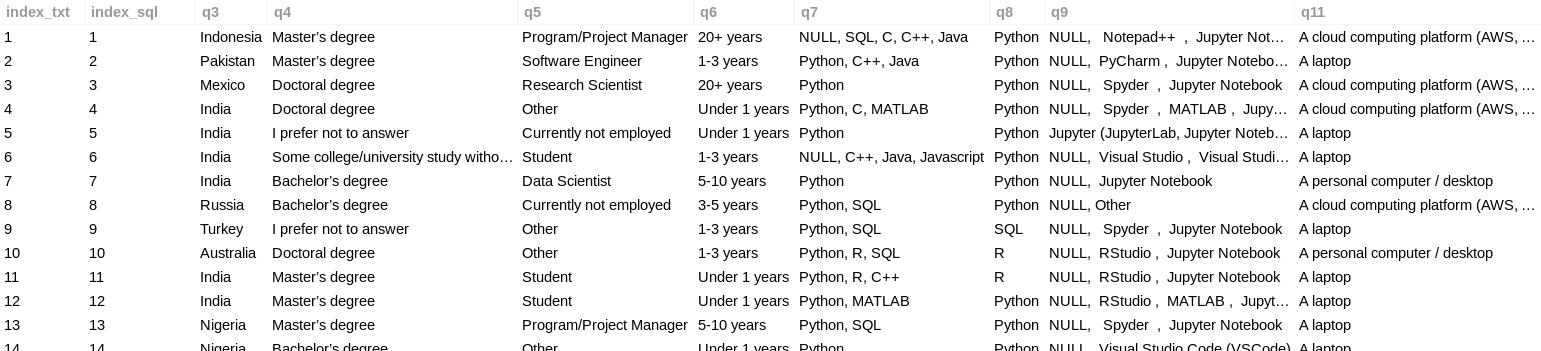 index_txt index_sql q3 q4 q5 q6 q7 q8 q9 q11
1 1 Indonesia Master’s degree Program/Project Manager 20+ years NULL, SQL, C, C++, Java Python NULL, Notepad++ , Jupyter Not… A cloud computing platform (AWS, …
2 2 Pakistan Master’s degree Software Engineer 1-3 years Python, C++, Java Python NULL, PyCharm , Jupyter Notebo… A laptop
3 3 Mexico Doctoral degree Research Scientist 20+ years Python Python NULL, Spyder , Jupyter Notebook A cloud computing platform (AWS, …
4 4 India Doctoral degree Other Under 1 years Python, C, MATLAB Python NULL, Spyder , MATLAB , Jupy… A cloud computing platform (AWS, …
5 5 India I prefer not to answer Currently not employed Under 1 years Python Python Jupyter (JupyterLab, Jupyter Noteb… A laptop
6 6 India Some college/university study witho… Student 1-3 years NULL, C++, Java, Javascript Python NULL, Visual Studio , Visual Studi… A laptop
7 7 India Bachelor’s degree Data Scientist 5-10 years Python Python NULL, Jupyter Notebook A personal computer / desktop
8 8 Russia Bachelor’s degree Currently not employed 3-5 years Python, SQL Python NULL, Other A cloud computing platform (AWS, …
9 9 Turkey I prefer not to answer Other 1-3 years Python, SQL SQL NULL, Spyder , Jupyter Notebook A laptop
10 10 Australia Doctoral degree Other 1-3 years Python, R, SQL R NULL, RStudio , Jupyter Notebook A personal computer / desktop
11 11 India Master’s degree Student Under 1 years Python, R, C++ R NULL, RStudio , Jupyter Notebook A laptop
12 12 India Master’s degree Student Under 1 years Python, MATLAB Python NULL, RStudio , MATLAB , Jupyt… A laptop
13 13 Nigeria Master’s degree Program/Project Manager 5-10 years Python, SQL Python NULL, Spyder , Jupyter Notebook A laptop
14 14 Nigeria Bachelor’s degree Other Under 1 years Python Python NULL, Visual Studio Code (VSCode) A laptop